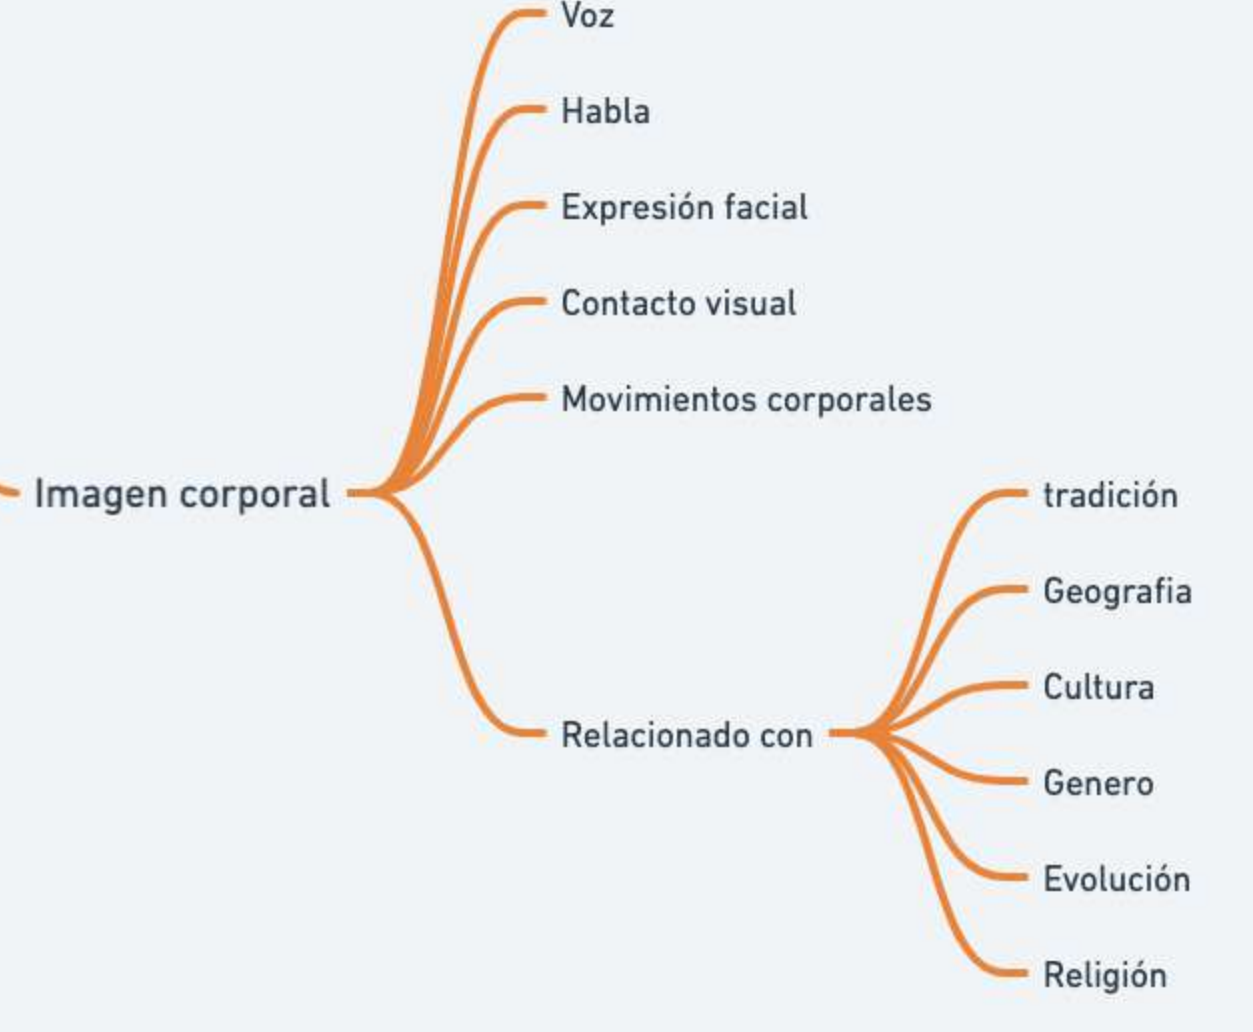 Voz
Habla
Expresión facial
Contacto visual
Movimientos corporales
Imagen corporal
Relacionado con
tradición
Geografia
Cultura
Genero
Evolución
Religión